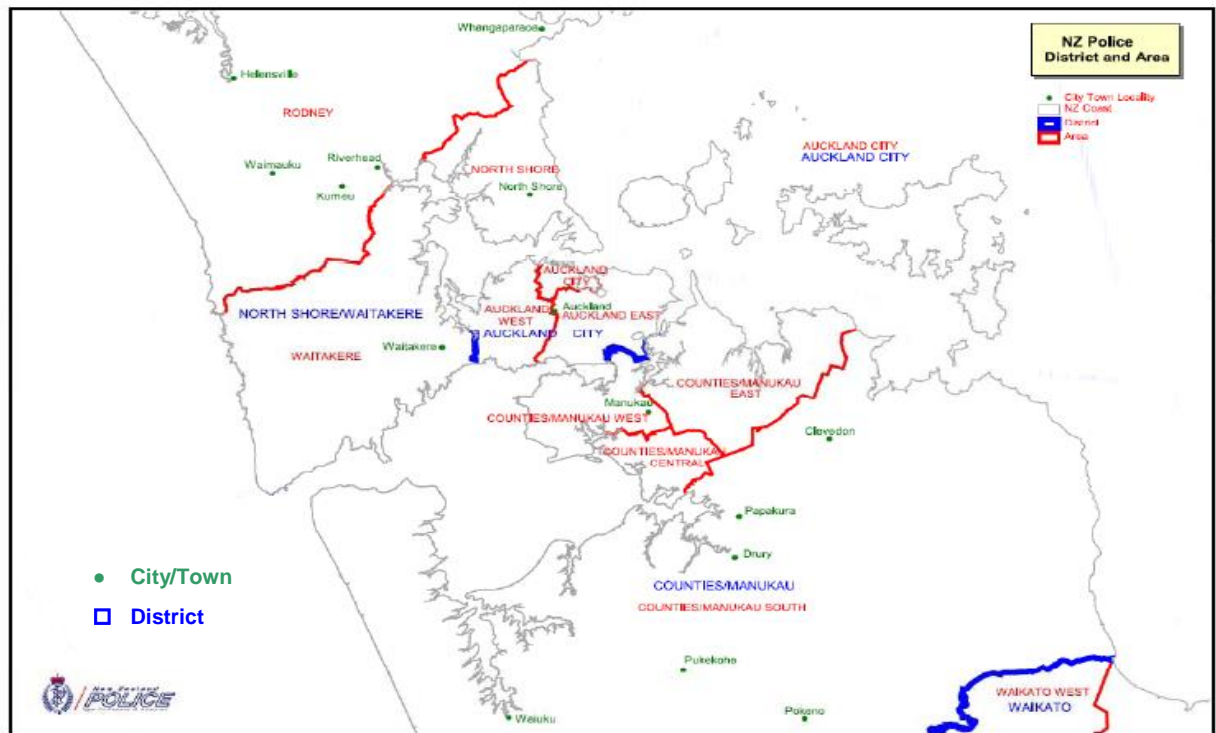 Whangaparaoa
NZ Police
District and Area
City Town Locality
NZ Coast
District
Area
Helensville
RODNEY
Waimauku
Riverhead
Kumeu
NORTH SHORE
North Shore
AUCKLAND CITY
AUCKLAND CITY
AUCKLAND
CITY
NORTH SHORE/WAITAKERE
AUCKLAND
WEST
Auckland
AUCKLAND EAST
AUCKLAND CITY
Waitakere
WAITAKERE
COUNTIES/MANUKAU
EAST
Manukau
COUNTIES/MANUKAU WEST
Clevedon
COUNTIES/MANUKAU
CENTRAL
Papakura
Drury
City/Town
District
COUNTIES/MANUKAU
COUNTIES/MANUKAU SOUTH
Pukekohe
WAIKATO WEST
WAIKATO
New Zealand
POLICE
Waiuku
Pokeno